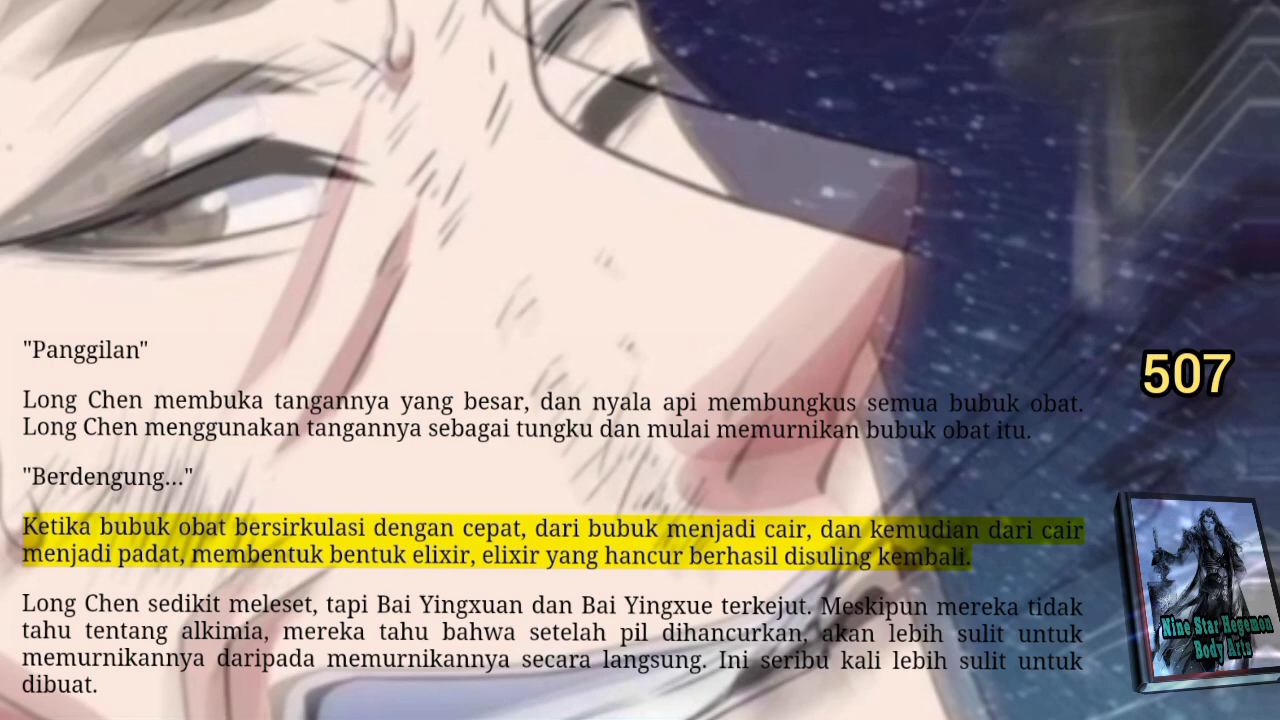 "Panggilan"
Long Chen membuka tangannya yang besar, dan nyala api membungkus semua bubuk obat.
Long Chen menggunakan tangannya sebagai tungku dan mulai memurnikan bubuk obat itu.
"Berdengung..."
Ketika bubuk obat bersirkulasi dengan cepat, dari bubuk menjadi cair, dan kemudian dari cair
menjadi padat, membentuk bentuk elixir, elixir yang hancur berhasil disuling kembali.
Long Chen sedikit meleset, tapi Bai Yingxuan dan Bai Yingxue terkejut. Meskipun mereka tidak
tahu tentang alkimia, mereka tahu bahwa setelah pil dihancurkan, akan lebih sulit untuk
memurnikannya daripada memurnikannya secara langsung. Ini seribu kali lebih sulit untuk
dibuat.
507
Nine Star Hegemon
Body Arts